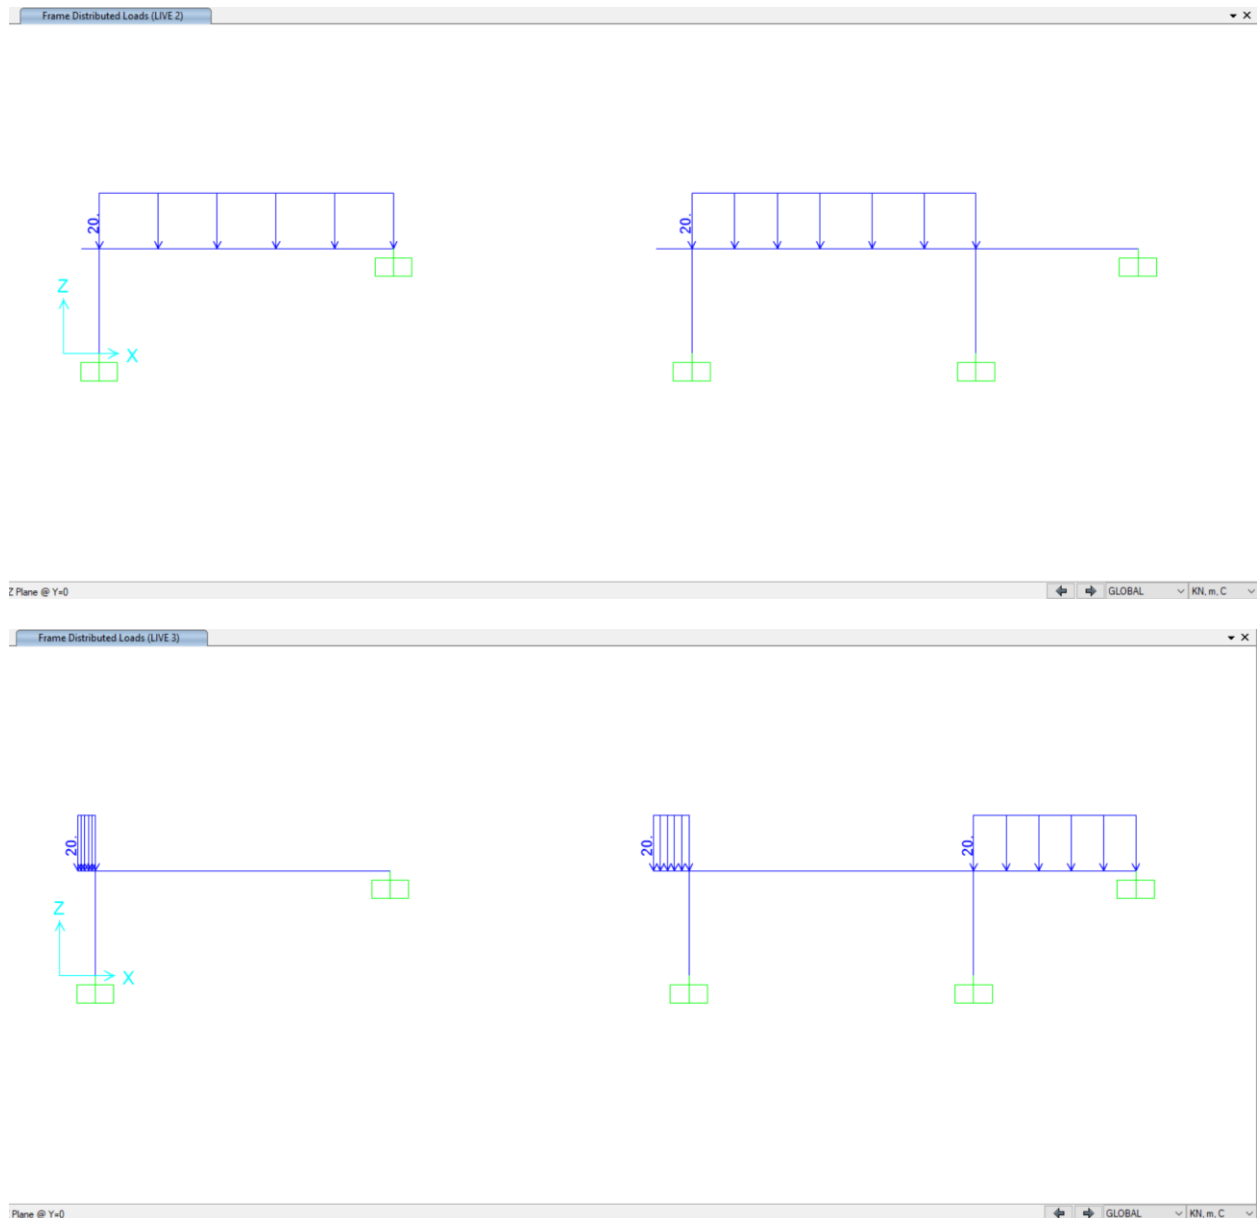 Frame Distributed Loads (LIVE 2)
20.
20.
Z
X
Z Plane @ Y=0
GLOBAL
KN, m, C
Frame Distributed Loads (LIVE 3)
20.
20.
20.
Z
X
Plane @ Y=0
GLOBAL
KN, m, C